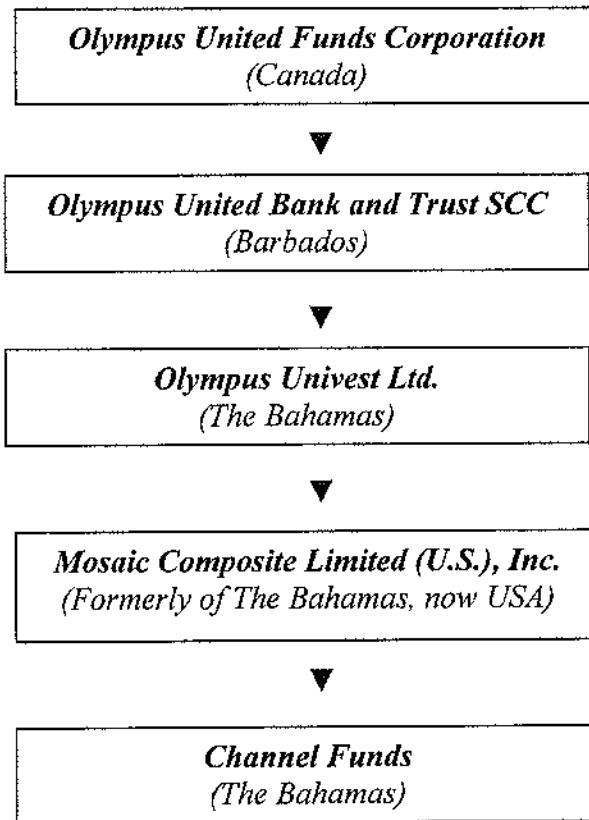 Olympus United Funds Corporation
(Canada)
Olympus United Bank and Trust SCC
(Barbados)
Olympus Univest Ltd.
(The Bahamas)
Mosaic Composite Limited (U.S.), Inc.
(Formerly of The Bahamas, now USA)
Channel Funds
(The Bahamas)